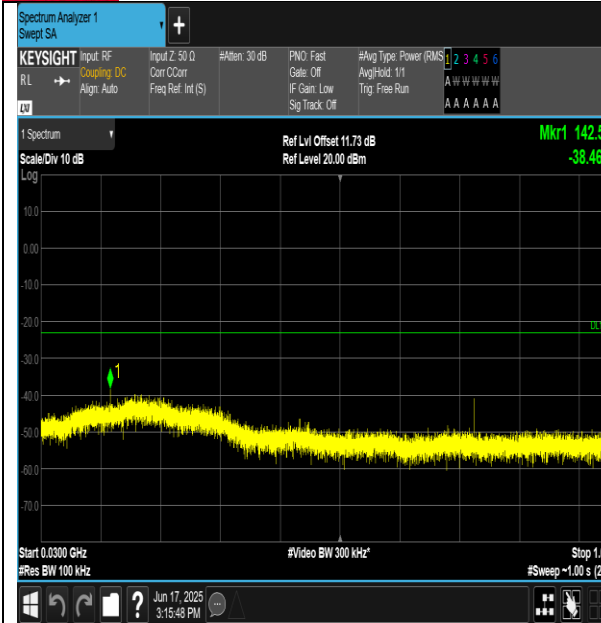 Spectrum Analyzer 1
Swept SA
+
KEYSIGHT Input: RF Input Z: 50 Ω #Atten: 30 dB PNO: Fast #Avg Type: Power (RMS 1 2 3 4 5 6
RL Coupling: DC Corr CCorr Gate: Off Avg|Hold: 1/1 A W W W W W
Align: Auto Freq Ref: Int (S) IF Gain: Low Trig: Free Run
Sig Track: Off A A A A A A
LXI
1 Spectrum Ref Lvl Offset 11.73 dB Mkr1 142.5
Scale/Div 10 dB Ref Level 20.00 dBm -38.46
Log
10.0
0.00
-10.0
-20.0
DL1
-30.0
1
-40.0
-50.0
-60.0
-70.0
Start 0.0300 GHz #Video BW 300 kHz* Stop 1.
#Res BW 100 kHz #Sweep ~1.00 s (2
? Jun 17, 2025
3:15:48 PM